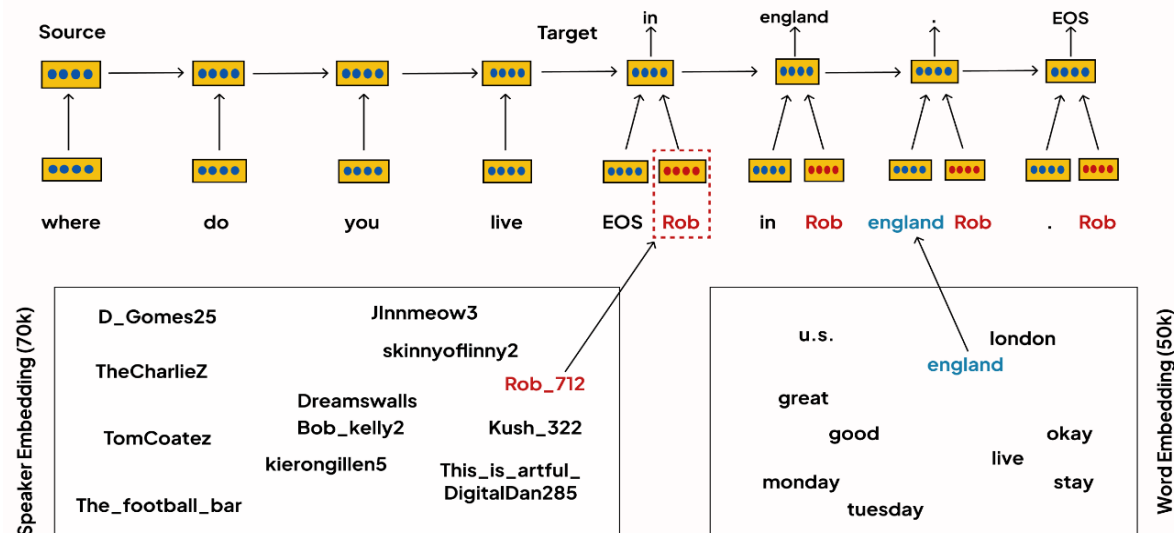 in england . EOS
Source Target
where do you live EOS Rob in Rob england Rob . Rob
Speaker Embedding (70k)
D_Gomes25
JInnmeow3
skinnyoflinny2
TheCharlieZ
Rob_712
Dreamswalls
Bob_kelly2
Kush_322
TomCoatez
kierongillen5
This_is_artful_
DigitalDan285
The_football_bar
Word Embedding (50k)
u.s.
london
england
great
good
okay
live
monday
stay
tuesday